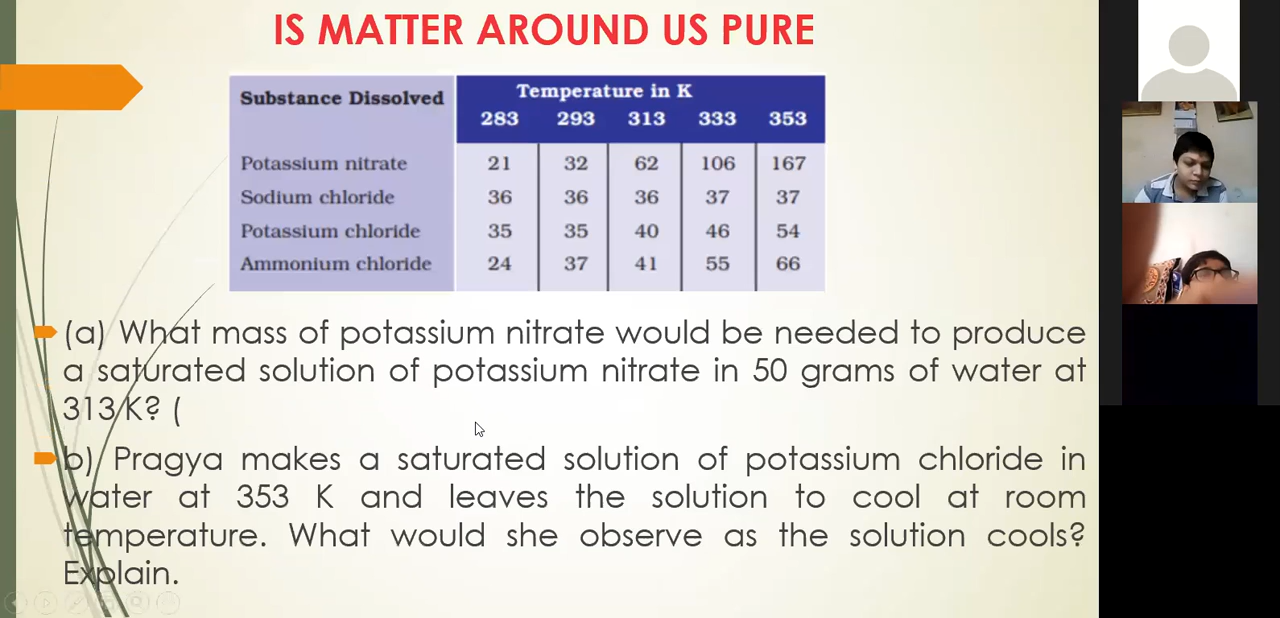 IS MATTER AROUND US PURE
Substance Dissolved Temperature in K
283 293 313 333 353
Potassium nitrate 21 32 62 106 167
Sodium chloride 36 36 36 37 37
Potassium chloride 35 35 40 46 54
Ammonium chloride 24 37 41 55 66
(a) What mass of potassium nitrate would be needed to produce
a saturated solution of potassium nitrate in 50 grams of water at
313 K? (
b) Pragya makes a saturated solution of potassium chloride in
water at 353 K and leaves the solution to cool at room
temperature. What would she observe as the solution cools?
Explain.